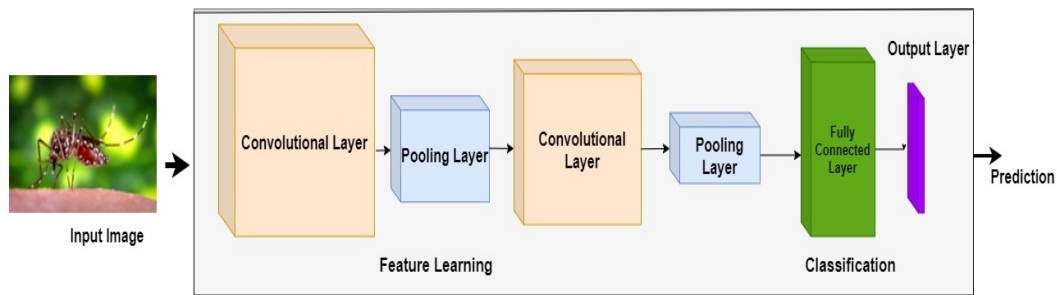 Input Image
Convolutional Layer
Pooling Layer
Convolutional
Layer
Pooling
Layer
Fully
Connected
Layer
Output Layer
Prediction
Feature Learning
Classification